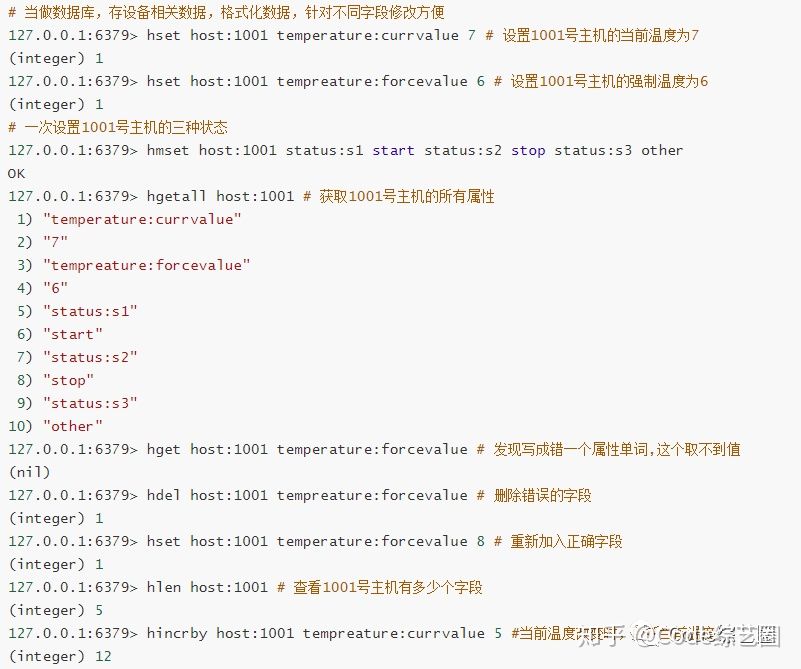 # 当做数据库，存设备相关数据，格式化数据，针对不同字段修改方便
127.0.0.1:6379> hset host:1001 temperature:currvalue 7 # 设置1001号主机的当前温度为7
(integer) 1
127.0.0.1:6379> hset host:1001 tempreature:forcevalue 6 # 设置1001号主机的强制温度为6
(integer) 1
# 一次设置1001号主机的三种状态
127.0.0.1:6379> hmset host:1001 status:s1 start status:s2 stop status:s3 other
OK
127.0.0.1:6379> hgetall host:1001 # 获取1001号主机的所有属性
1) "temperature:currvalue"
2) "7"
3) "tempreature:forcevalue"
4) "6"
5) "status:s1"
6) "start"
7) "status:s2"
8) "stop"
9) "status:s3"
10) "other"
127.0.0.1:6379> hget host:1001 temperature:forcevalue # 发现写成错一个属性单词,这个取不到值
(nil)
127.0.0.1:6379> hdel host:1001 tempreature:forcevalue # 删除错误的字段
(integer) 1
127.0.0.1:6379> hset host:1001 temperature:forcevalue 8 # 重新加入正确字段
(integer) 1
127.0.0.1:6379> hlen host:1001 # 查看1001号主机有多少个字段
(integer) 5
127.0.0.1:6379> hincrby host:1001 tempreature:currvalue 5 #当前温度
知乎 @Code综艺圈
(integer) 12